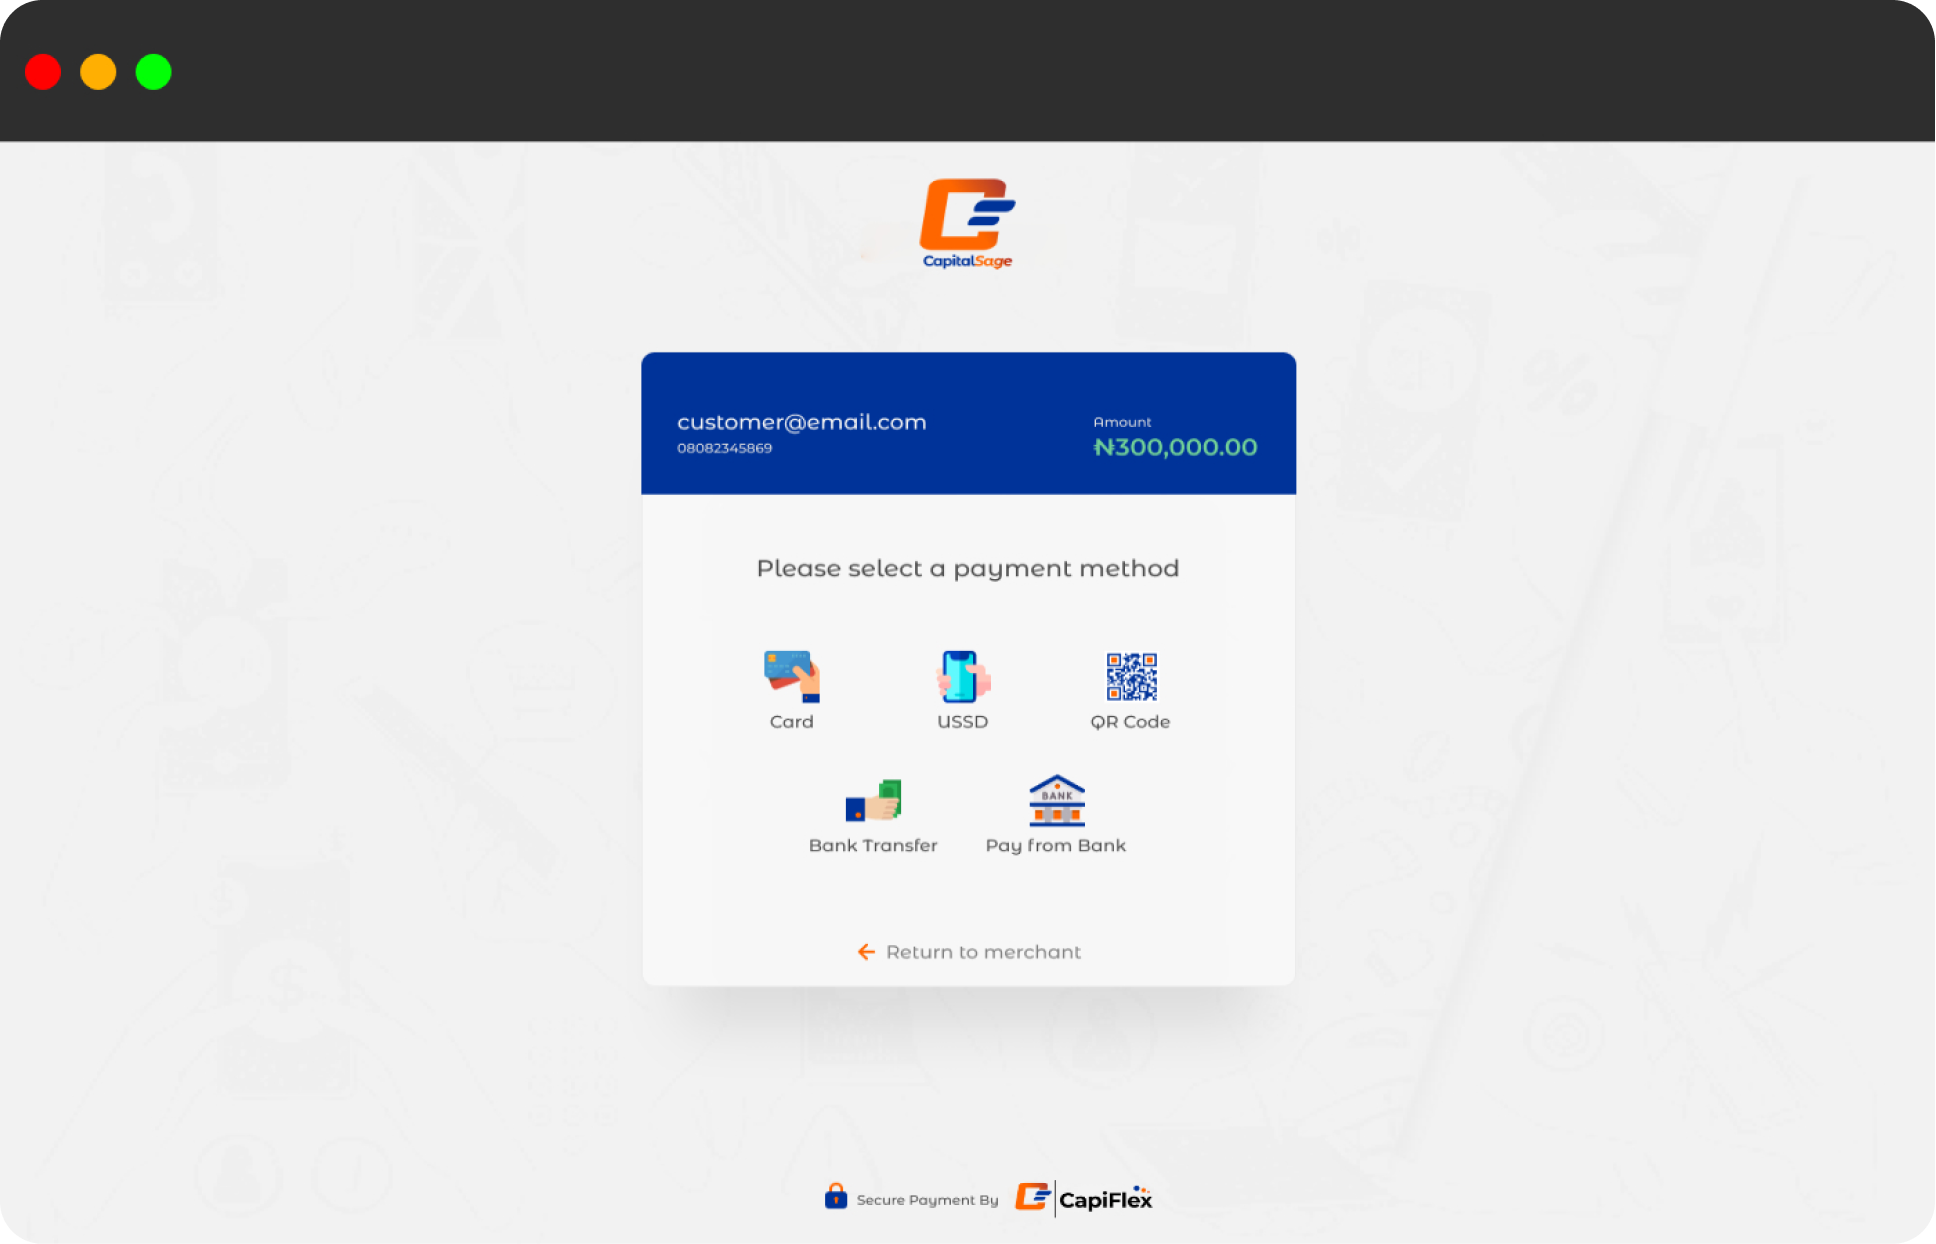 CapitalSage
customer@email.com
08082345869
Amount
₦300,000.00
Please select a payment method
Card
USSD
QR Code
BANK
Bank Transfer
Pay from Bank
Return to merchant
Secure Payment By
CapiFlex